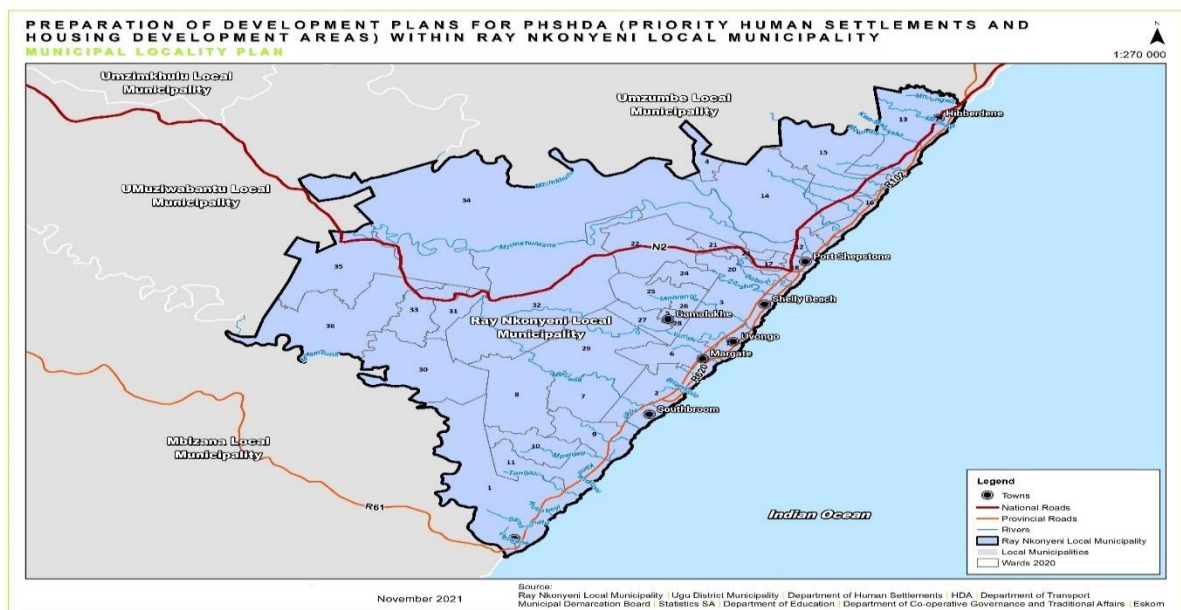 PREPARATION OF DEVELOPMENT PLANS FOR PHSHDA (PRIORITY HUMAN SETTLEMENTS AND
HOUSING DEVELOPMENT AREAS) WITHIN RAY NKONYENI LOCAL MUNICIPALITY
MUNICIPAL LOCALITY PLAN
1:270 000
Umzimkhulu Local
Municipality
Umzumbe Local
Municipality
13
Hibberdene
15
4
UMuziwabantu Local
Municipality
Mzimkhulu
34
14
R102
16
Mzimkhulwana
22
N2
21
12
Port Shepstone
17
18
20
35
24
25
Shelly Beach
33
31
32
26
3
27
Gamalakhe
28
Ray Nkonyeni Local
Municipality
36
29
Uvongo
6
Margate
R620
30
8
7
2
Southbroom
9
Mbizana Local
Municipality
10
11
1
R61
Indian Ocean
Legend
Towns
National Roads
Provincial Roads
Rivers
Ray Nkonyeni Local Municipality
Local Municipalities
Wards 2020
November 2021
Source:
Ray Nkonyeni Local Municipality | Ugu District Municipality | Department of Human Settlements | HDA | Department of Transport
Municipal Demarcation Board | Statistics SA | Department of Education | Department of Co-operative Governance and Traditional Affairs | Eskom